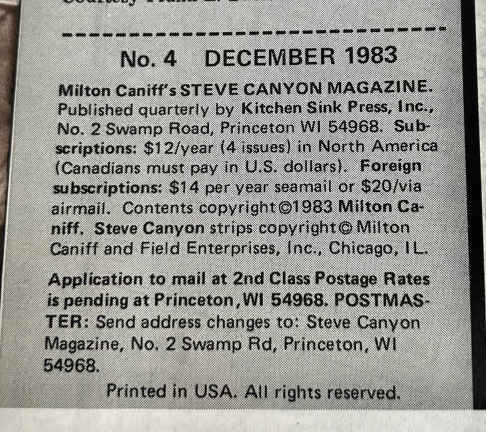 Courtesy
No. 4 DECEMBER 1983
Milton Caniff's STEVE CANYON MAGAZINE.
Published quarterly by Kitchen Sink Press, Inc.,
No. 2 Swamp Road, Princeton WI 54968. Sub-
scriptions: $12/year (4 issues) in North America
(Canadians must pay in U.S. dollars). Foreign
subscriptions: $14 per year seamail or $20/via
airmail. Contents copyright ©1983 Milton Ca-
niff. Steve Canyon strips copyright © Milton
Caniff and Field Enterprises, Inc., Chicago, IL.
Application to mail at 2nd Class Postage Rates
is pending at Princeton, WI 54968. POSTMAS-
TER: Send address changes to: Steve Canyon
Magazine, No. 2 Swamp Rd, Princeton, WI
54968.
Printed in USA. All rights reserved.